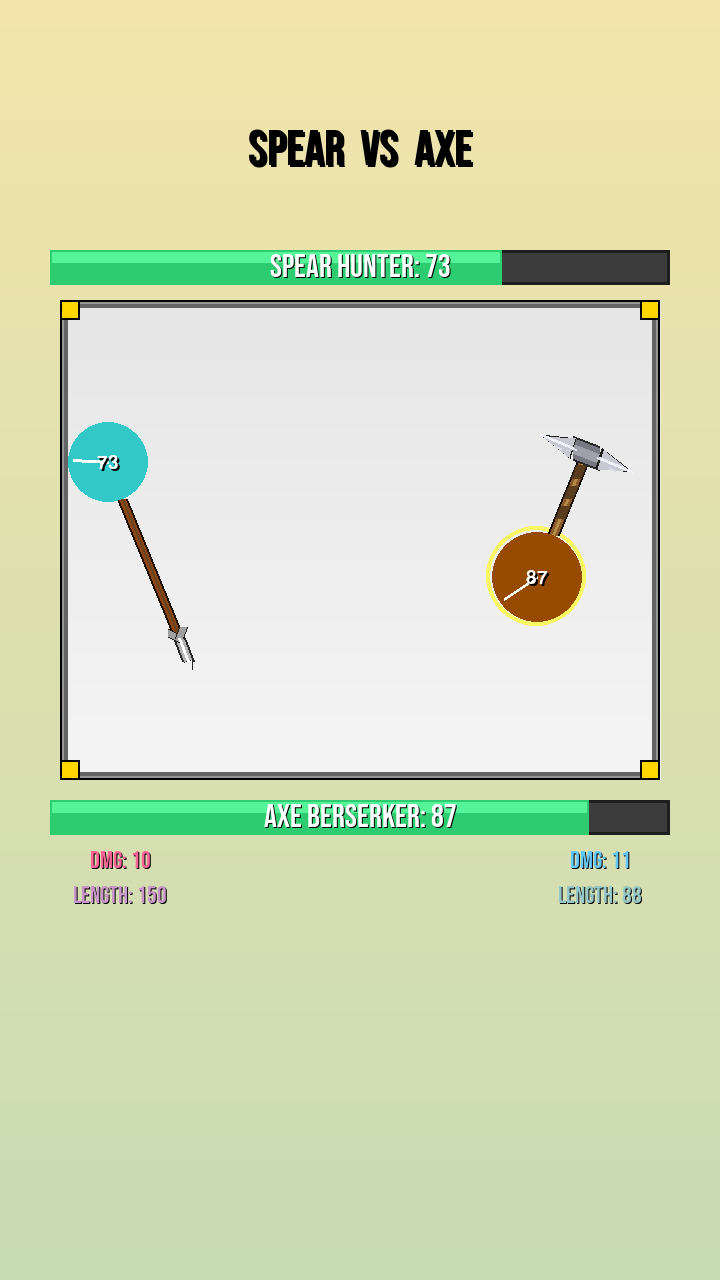 SPEAR VS AXE
SPEAR HUNTER: 73
73
87
AXE BERSERKER: 87
DMG: 10
DMG: 11
LENGTH: 150
LENGTH: 88